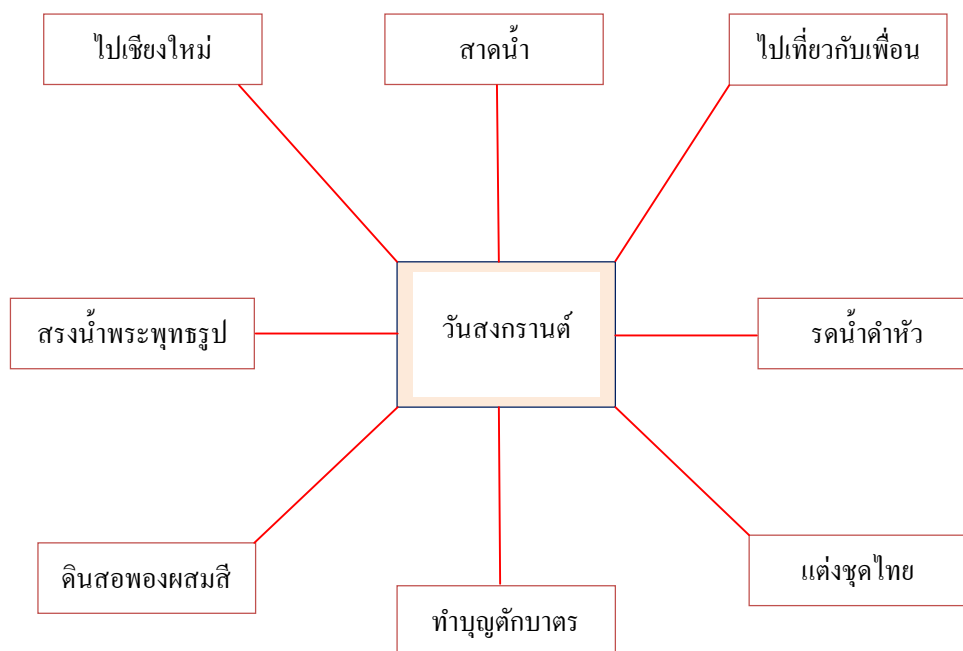 ไปเชียงใหม่
สาดน้ำ
ไปเที่ยวกับเพื่อน
สรงน้ำพระพุทธรูป
วันสงกรานต์
รดน้ำดำหัว
ดินสอพองผสมสี
ทำบุญตักบาตร
แต่งชุดไทย